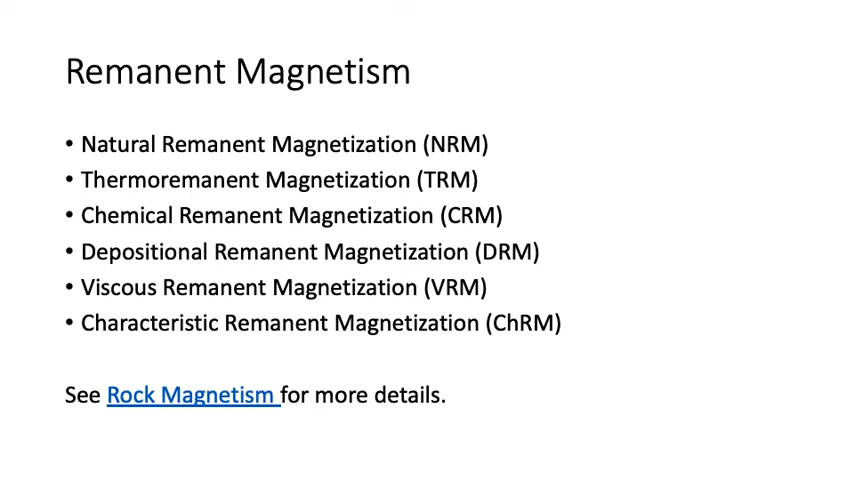 Remanent Magnetism
• Natural Remanent Magnetization (NRM)
• Thermoremanent Magnetization (TRM)
• Chemical Remanent Magnetization (CRM)
• Depositional Remanent Magnetization (DRM)
• Viscous Remanent Magnetization (VRM)
• Characteristic Remanent Magnetization (ChRM)
See Rock Magnetism for more details.